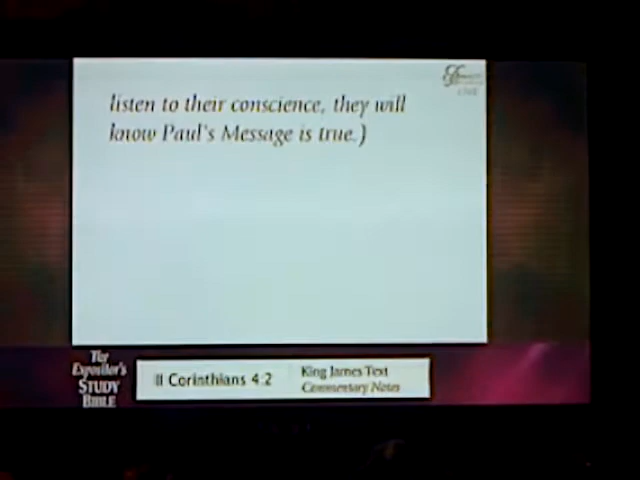 listen to their conscience, they will
know Paul's Message is true.)
The
Expositor's
STUDY
BIBLE
II Corinthians 4:2
King James Text
Commentary Notes